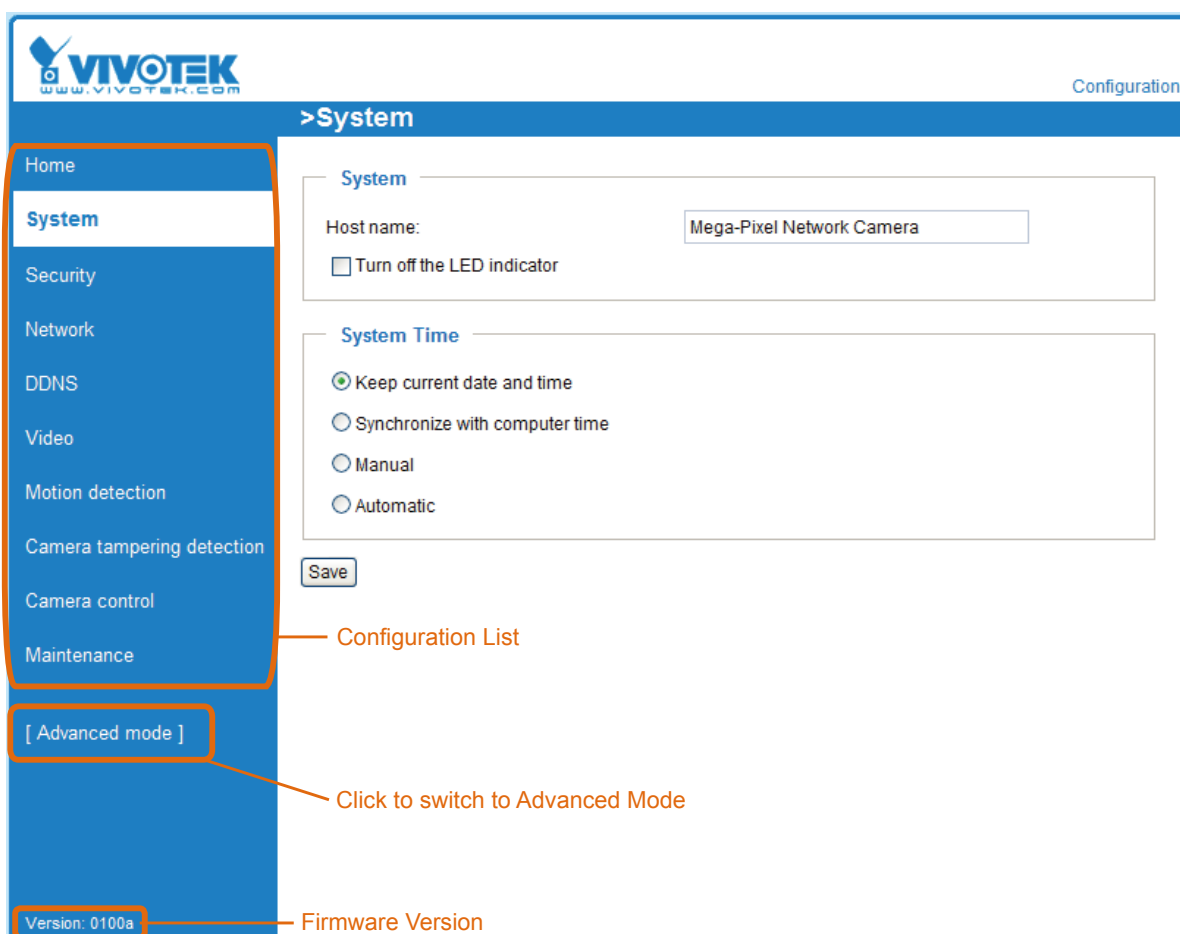 VIVOTEK
www.vivotek.com
Configuration
>System
Home
System
Security
Network
DDNS
Video
Motion detection
Camera tampering detection
Camera control
Maintenance
[ Advanced mode ]
Version: 0100a
System
Host name: Mega-Pixel Network Camera
Turn off the LED indicator
System Time
Keep current date and time
Synchronize with computer time
Manual
Automatic
Save
Configuration List
Click to switch to Advanced Mode
Firmware Version